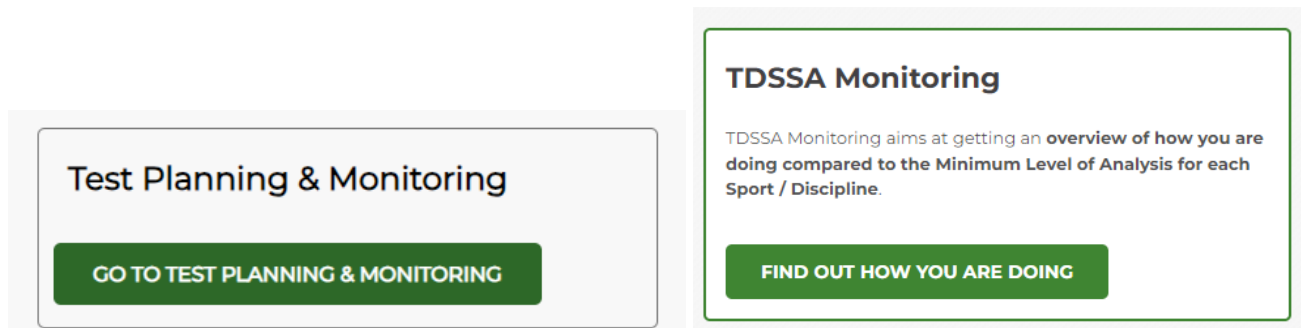 Test Planning & Monitoring
GO TO TEST PLANNING & MONITORING
TDSSA Monitoring
TDSSA Monitoring aims at getting an overview of how you are
doing compared to the Minimum Level of Analysis for each
Sport / Discipline.
FIND OUT HOW YOU ARE DOING